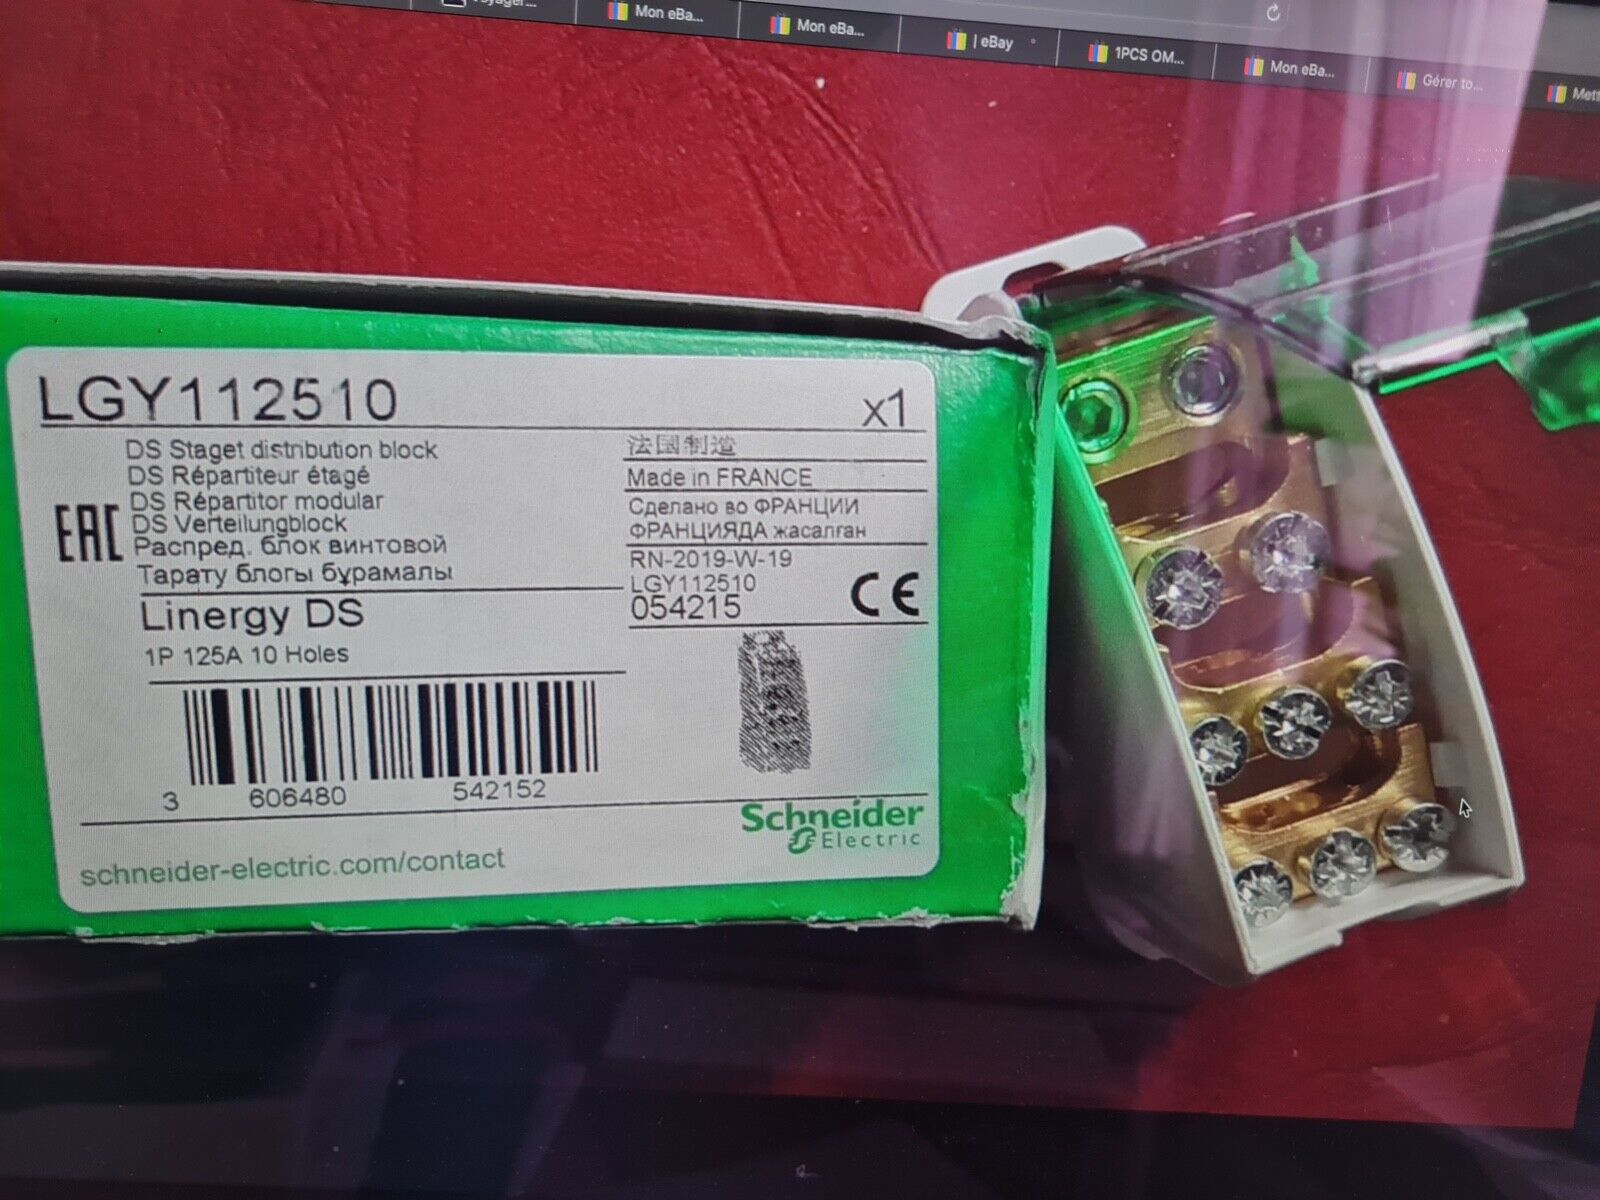 Mon eBa...
Mon eBa...
| eBay
1PCS OM...
Mon eBa...
Gérer to...
LGY112510
x1
DS Staget distribution block
DS Répartiteur étagé
DS Répartitor modular
DS Verteilungblock
Распред. блок винтовой
Тарату блогы бұрамалы
EAC
Linergy DS
1P 125A 10 Holes
3 606480 542152
法国制造
Made in FRANCE
Сделано во ФРАНЦИИ
ФРАНЦИЯДА жасалған
RN-2019-W-19
LGY112510
054215
CE
Schneider
Electric
schneider-electric.com/contact